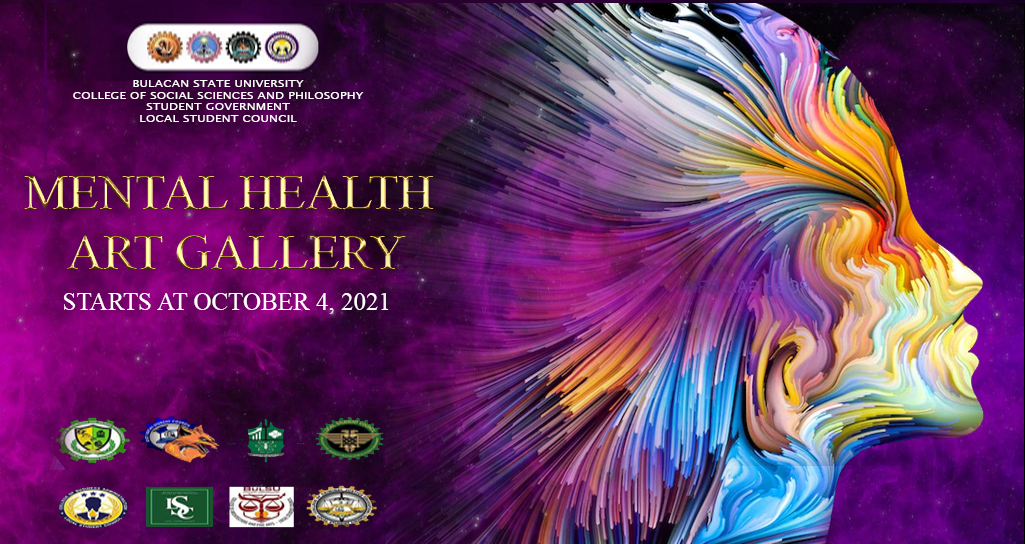 BULACAN STATE UNIVERSITY
COLLEGE OF SOCIAL SCIENCES AND PHILOSOPHY
STUDENT GOVERNMENT
LOCAL STUDENT COUNCIL
MENTAL HEALTH
ART GALLERY
STARTS AT OCTOBER 4, 2021
LSC
BULSU